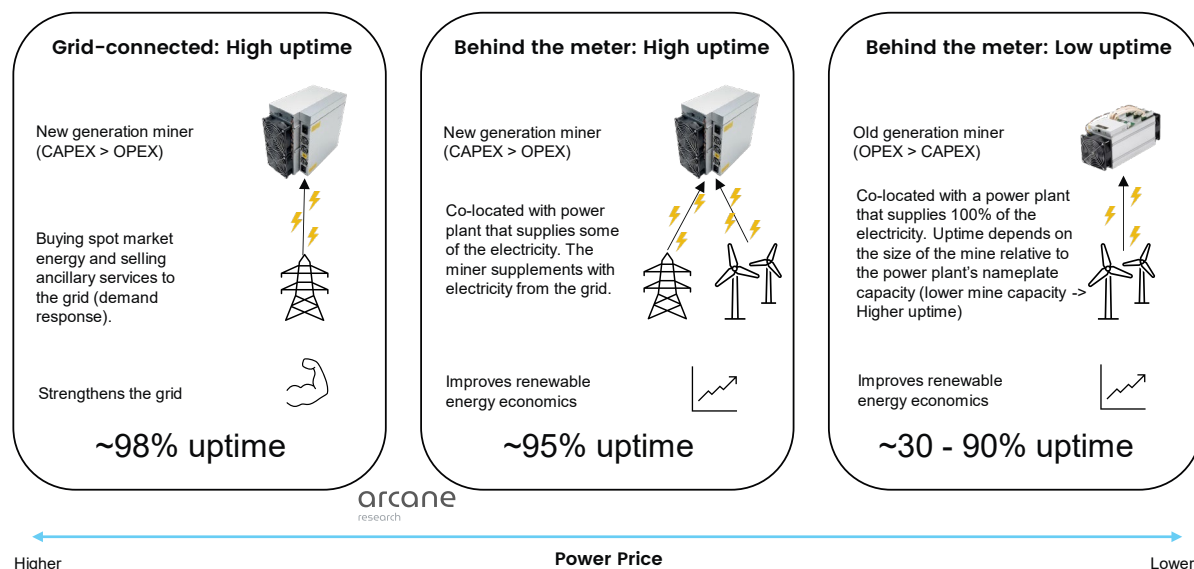 Grid-connected: High uptime
New generation miner
(CAPEX > OPEX)
Buying spot market
energy and selling
ancillary services to
the grid (demand
response).
Strengthens the grid
~98% uptime
Behind the meter: High uptime
New generation miner
(CAPEX > OPEX)
Co-located with power
plant that supplies some
of the electricity. The
miner supplements with
electricity from the grid.
Improves renewable
energy economics
~95% uptime
Behind the meter: Low uptime
Old generation miner
(OPEX > CAPEX)
Co-located with a power plant
that supplies 100% of the
electricity. Uptime depends on
the size of the mine relative to
the power plant's nameplate
capacity (lower mine capacity ->
Higher uptime)
Improves renewable
energy economics
~30 - 90% uptime
arcane
research
Higher
Power Price
Lower